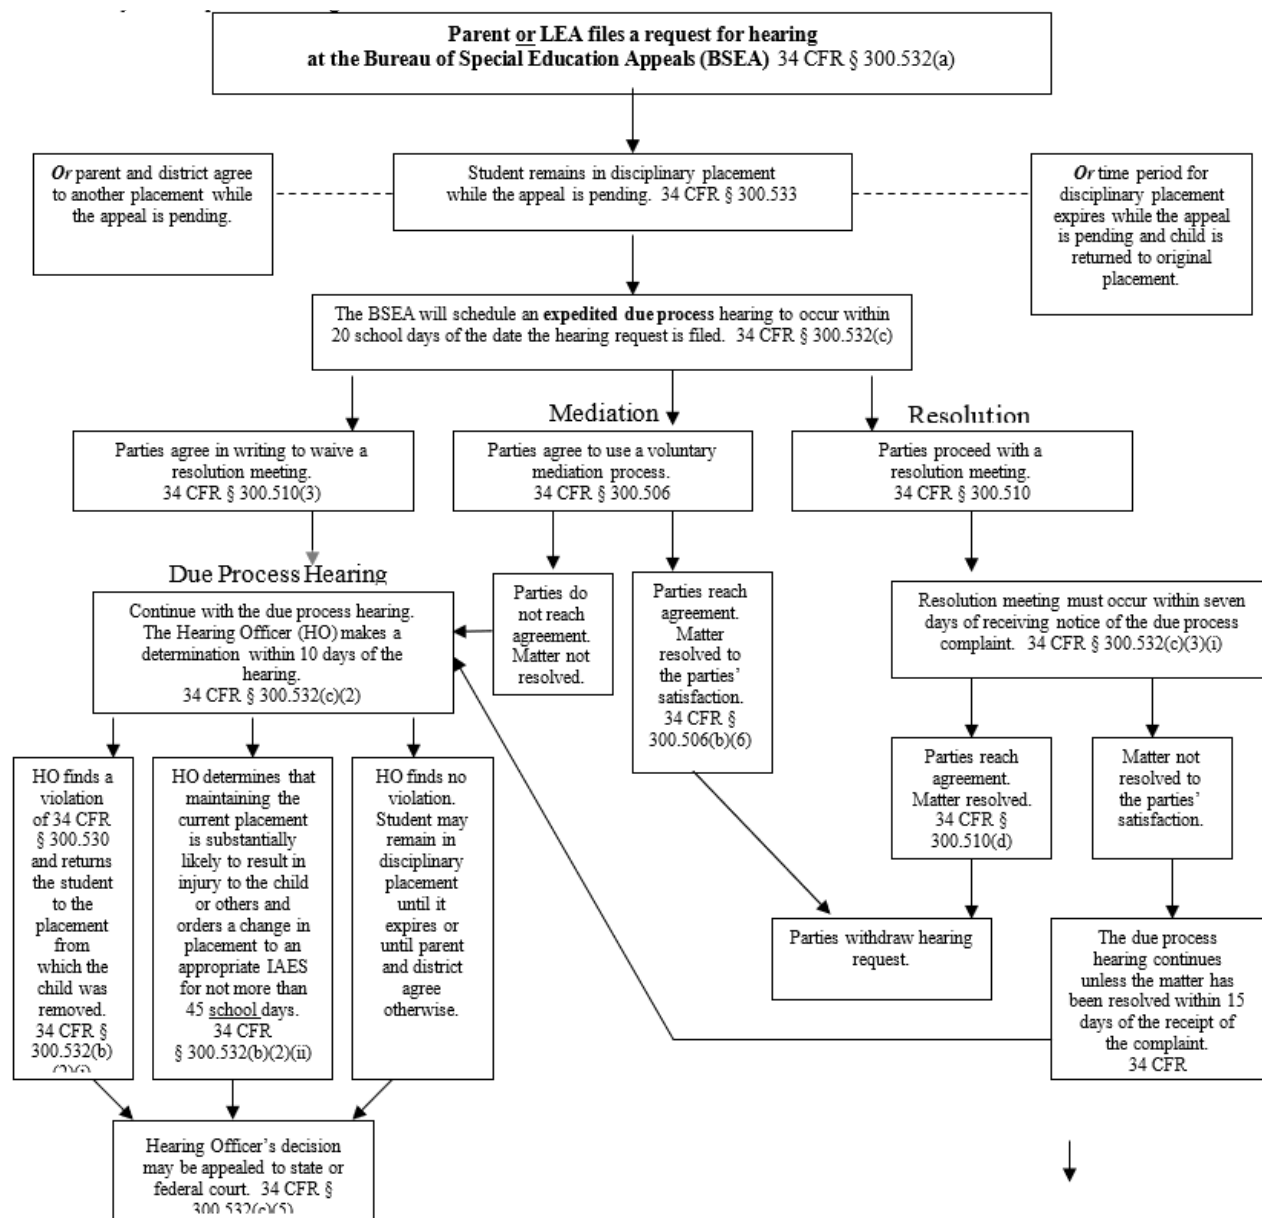 Parent or LEA files a request for hearing
at the Bureau of Special Education Appeals (BSEA) 34 CFR § 300.532(a)
Or parent and district agree
to another placement while
the appeal is pending.
Student remains in disciplinary placement
while the appeal is pending. 34 CFR § 300.533
Or time period for
disciplinary placement
expires while the appeal
is pending and child is
returned to original
placement.
The BSEA will schedule an expedited due process hearing to occur within
20 school days of the date the hearing request is filed. 34 CFR § 300.532(c)
Mediation
Resolution
Parties agree in writing to waive a
resolution meeting.
34 CFR § 300.510(3)
Parties agree to use a voluntary
mediation process.
34 CFR § 300.506
Parties proceed with a
resolution meeting.
34 CFR § 300.510
Due Process Hearing
Continue with the due process hearing.
The Hearing Officer (HO) makes a
determination within 10 days of the
hearing.
34 CFR § 300.532(c)(2)
Parties do
not reach
agreement.
Matter not
resolved.
Parties reach
agreement.
Matter
resolved to
the parties'
satisfaction.
34 CFR §
300.506(b)(6)
Resolution meeting must occur within seven
days of receiving notice of the due process
complaint. 34 CFR § 300.532(c)(3)(i)
HO finds a
violation
of 34 CFR
§ 300.530
and returns
the student
to the
placement
from
which the
child was
removed.
34 CFR §
300.532(b)
(2)(i)
HO determines that
maintaining the
current placement
is substantially
likely to result in
injury to the child
or others and
orders a change in
placement to an
appropriate IAES
for not more than
45 school days.
34 CFR
§ 300.532(b)(2)(ii)
HO finds no
violation.
Student may
remain in
disciplinary
placement
until it
expires or
until parent
and district
agree
otherwise.
Parties reach
agreement.
Matter resolved.
34 CFR §
300.510(d)
Matter not
resolved to
the parties'
satisfaction.
Parties withdraw hearing
request.
The due process
hearing continues
unless the matter has
been resolved within 15
days of the receipt of
the complaint.
34 CFR
Hearing Officer's decision
may be appealed to state or
federal court. 34 CFR §
300.532(c)(5)